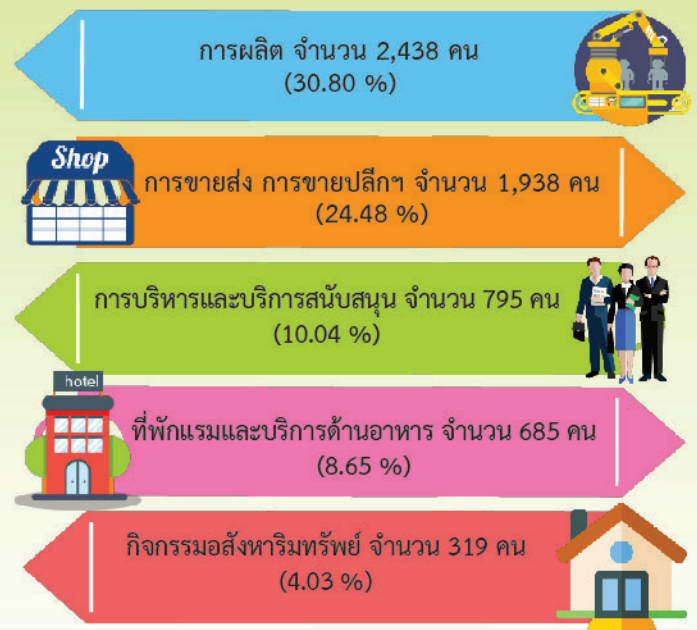 การผลิต จำนวน 2,438 คน
(30.80 %)
Shop
การขายส่ง การขายปลีกฯ จำนวน 1,938 คน
(24.48 %)
การบริหารและบริการสนับสนุน จำนวน 795 คน
(10.04 %)
hotel
ที่พักแรมและบริการด้านอาหาร จำนวน 685 คน
(8.65 %)
กิจกรรมอสังหาริมทรัพย์ จำนวน 319 คน
(4.03 %)